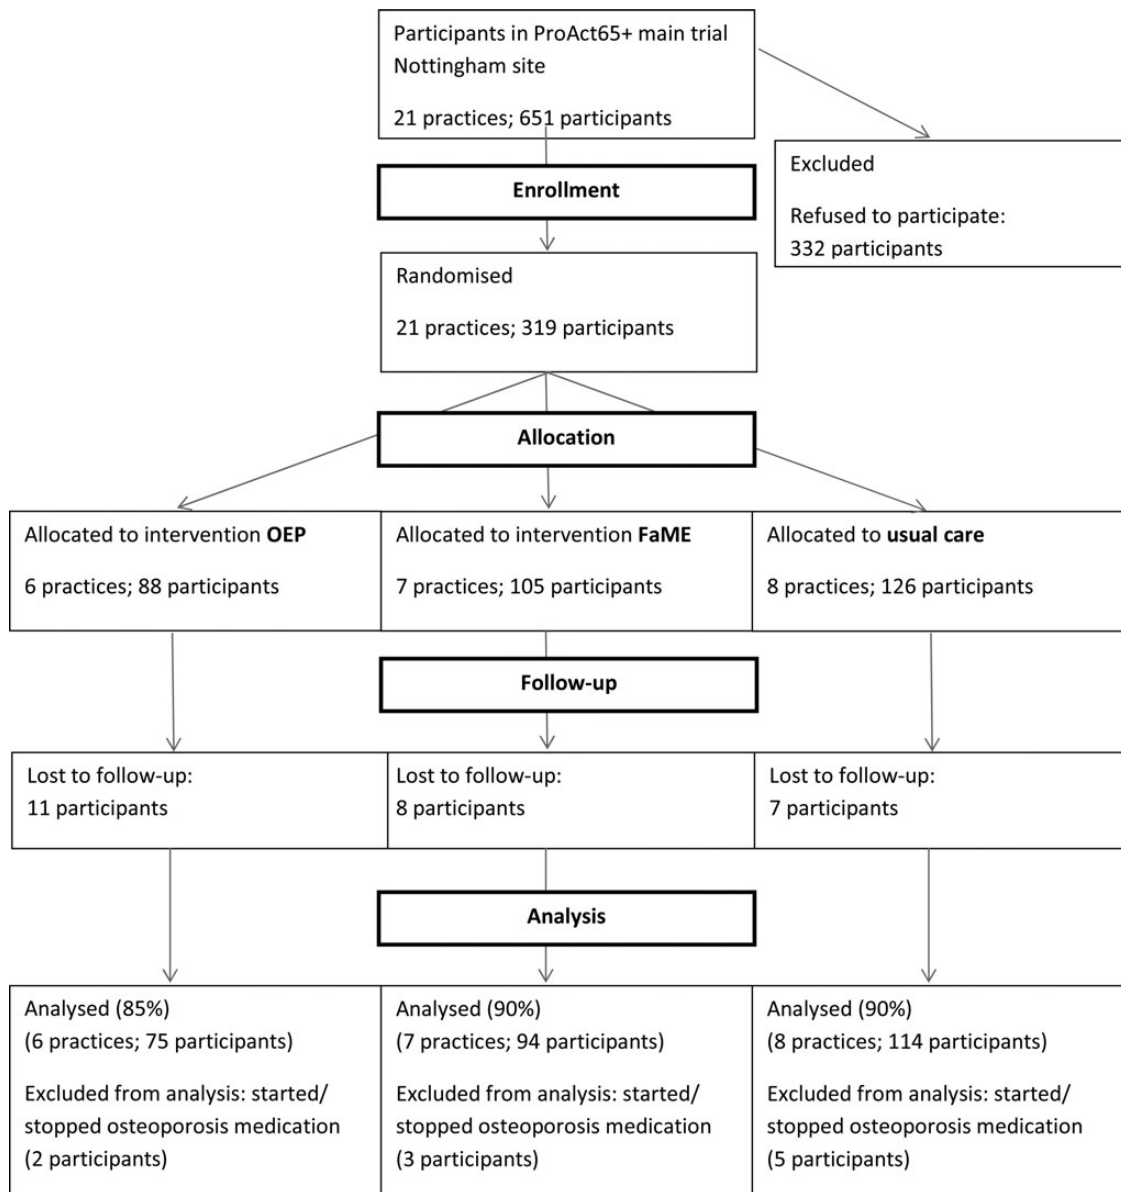 Participants in ProAct65+ main trial
Nottingham site
21 practices; 651 participants
Enrollment
Excluded
Refused to participate:
332 participants
Randomised
21 practices; 319 participants
Allocation
Allocated to intervention OEP
6 practices; 88 participants
Allocated to intervention FaME
7 practices; 105 participants
Allocated to usual care
8 practices; 126 participants
Follow-up
Lost to follow-up:
11 participants
Lost to follow-up:
8 participants
Lost to follow-up:
7 participants
Analysis
Analysed (85%)
(6 practices; 75 participants)
Excluded from analysis: started/
stopped osteoporosis medication
(2 participants)
Analysed (90%)
(7 practices; 94 participants)
Excluded from analysis: started/
stopped osteoporosis medication
(3 participants)
Analysed (90%)
(8 practices; 114 participants)
Excluded from analysis: started/
stopped osteoporosis medication
(5 participants)